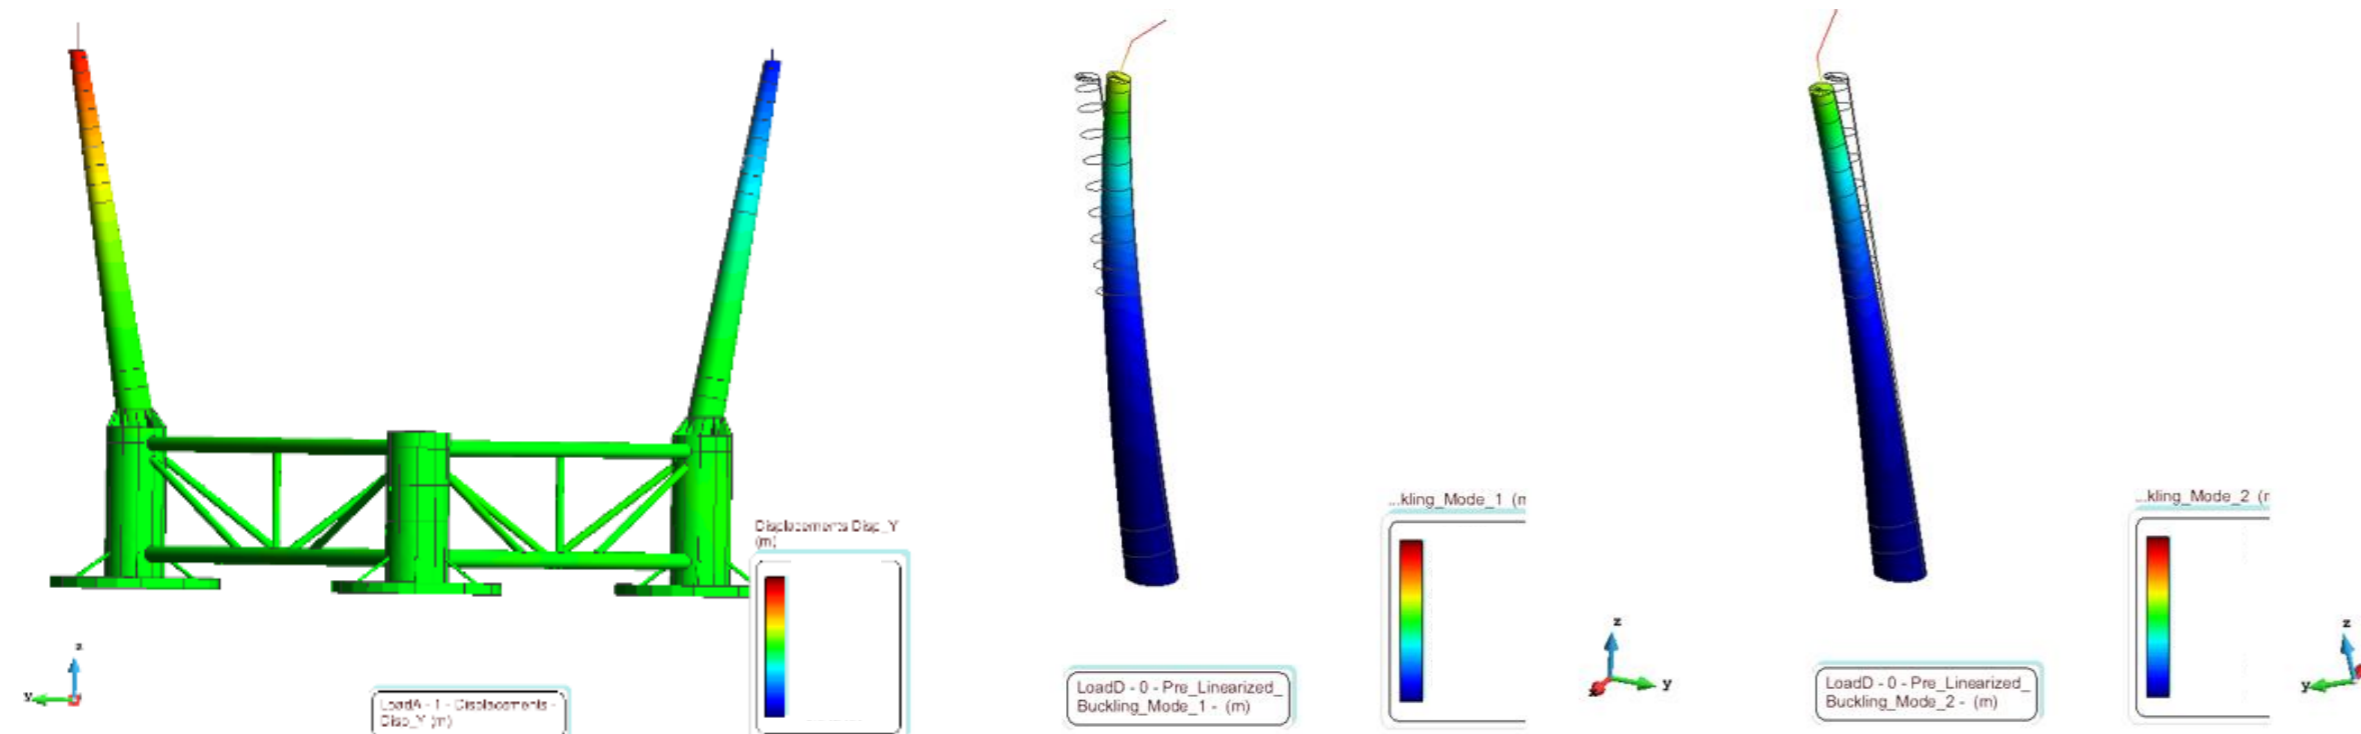 Displacements Disp_Y
(m)
z
y
LoadA - 1 - Displacements -
Disp_Y (m)
...kling_Mode_1 (m
LoadD - 0 - Pre_Linearized_
Buckling_Mode_1 - (m)
z
x
y
...kling_Mode_2 (r
LoadD - 0 - Pre_Linearized_
Buckling_Mode_2 - (m)
z
y